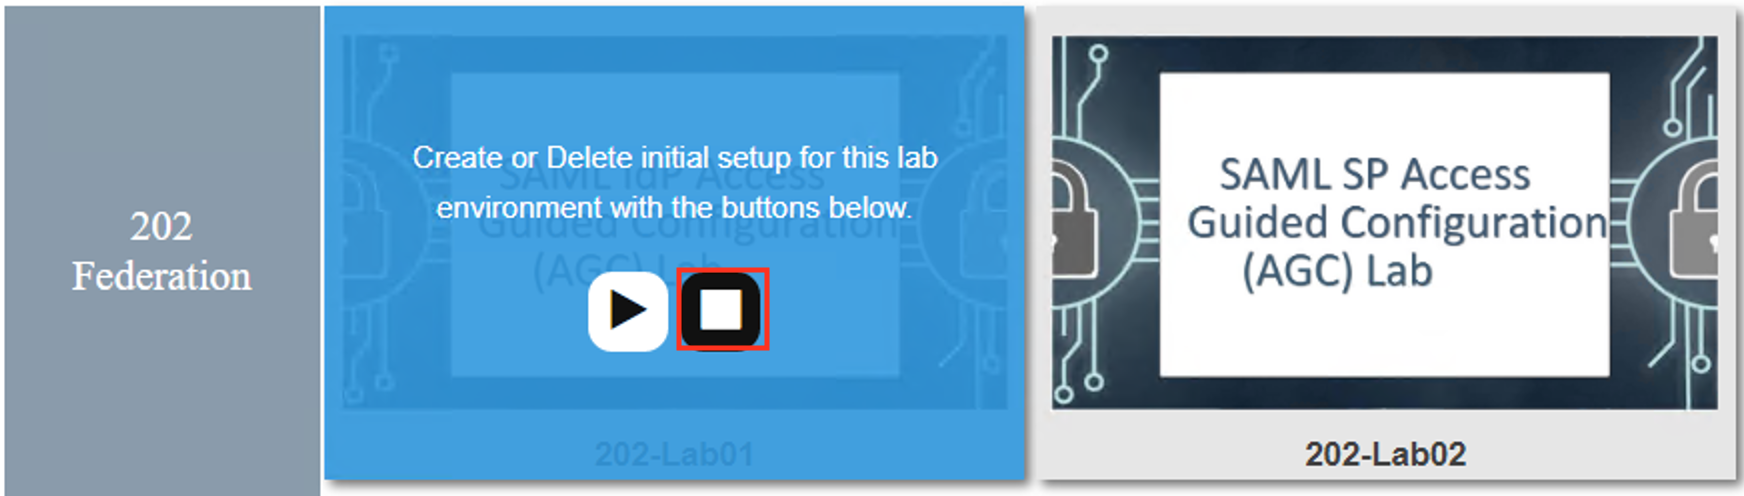 202
Federation
Create or Delete initial setup for this lab
environment with the buttons below.
SAML IdP Access
Guided Configuration
(AGC) Lab
202-Lab01
SAML SP Access
Guided Configuration
(AGC) Lab
202-Lab02